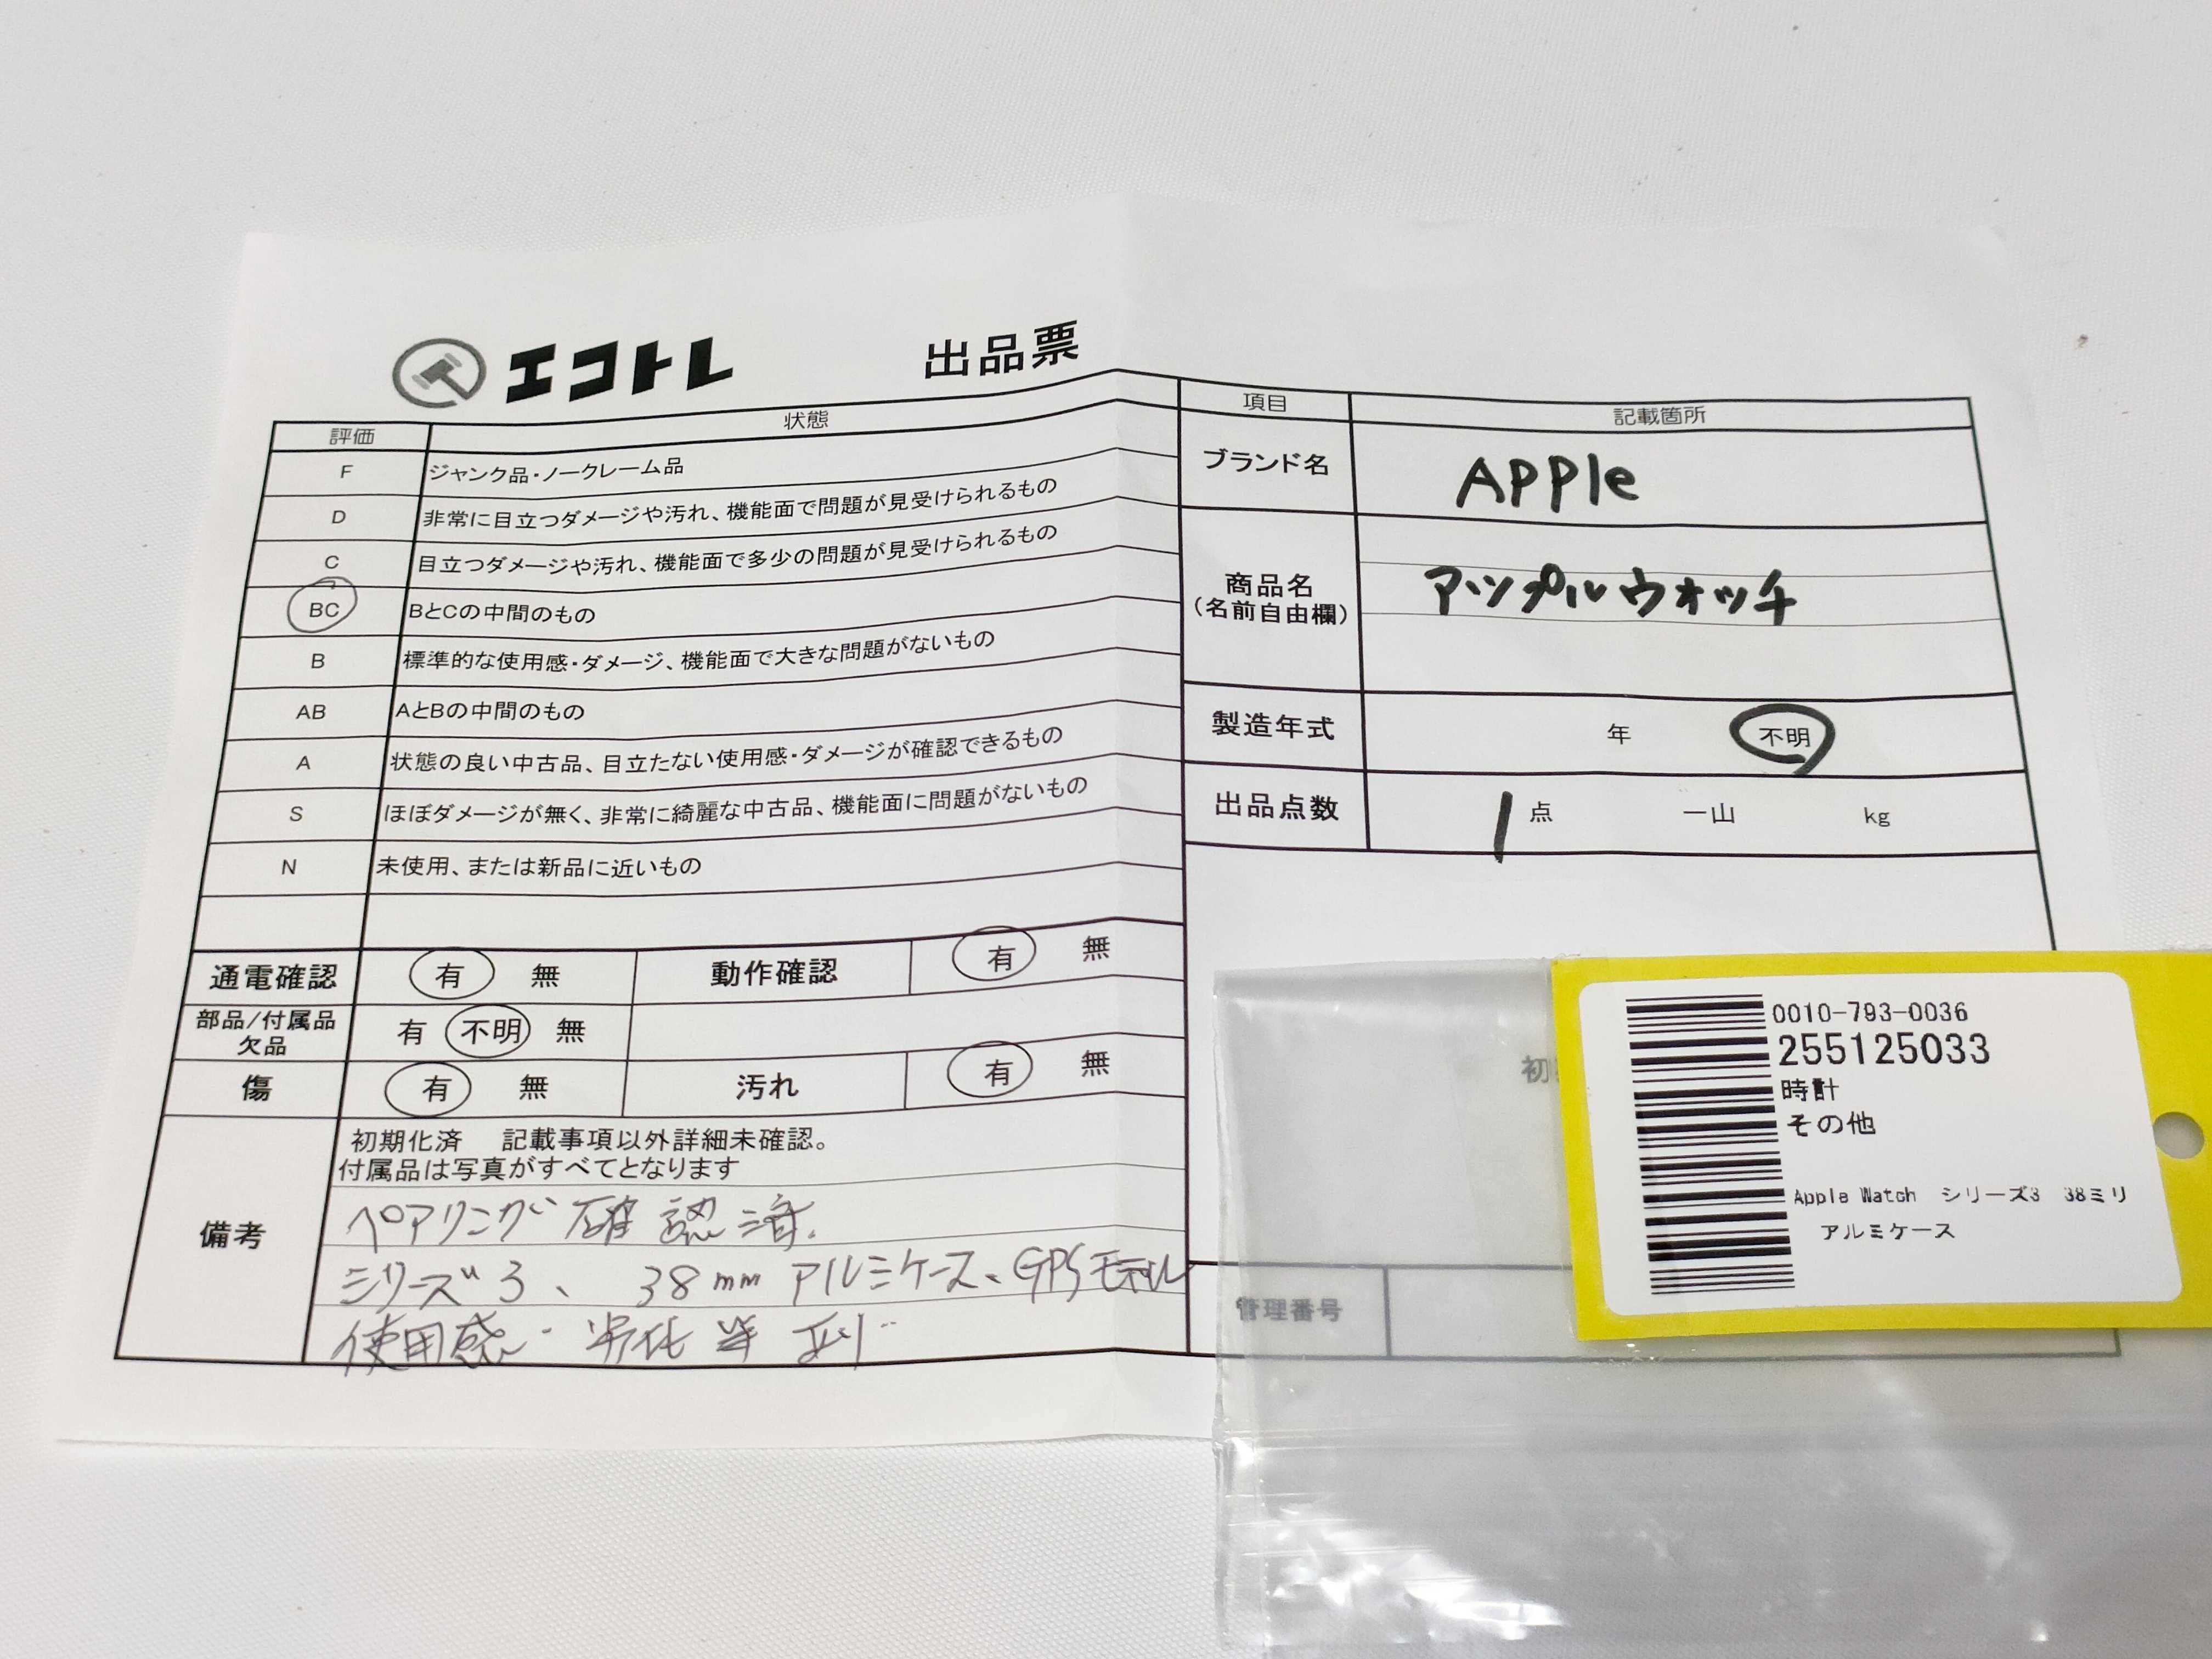 エコトレ 出品票
評価 状態
F ジャンク品・ノークレーム品
D 非常に目立つダメージや汚れ、機能面で問題が見受けられるもの
C 目立つダメージや汚れ、機能面で多少の問題が見受けられるもの
BC BとCの中間のもの
B 標準的な使用感・ダメージ、機能面で大きな問題がないもの
AB AとBの中間のもの
A 状態の良い中古品、目立たない使用感・ダメージが確認できるもの
S ほぼダメージが無く、非常に綺麗な中古品、機能面に問題がないもの
N 未使用、または新品に近いもの
通電確認 有 無 動作確認 有 無
部品/付属品 欠品 有 不明 無
傷 有 無 汚れ 有 無
備考
初期化済 記載事項以外詳細未確認。
付属品は写真がすべてとなります
ペアリング確認済.
シリーズ3、 38mm アルミケース、GPSモデル
使用感・劣化等有り
項目 記載箇所
ブランド名 APPle
商品名 アップルウォッチ
(名前自由欄)
製造年式 年 不明
出品点数 1 点 一山 kg
初
管理番号
0010-793-0036
255125033
時計
その他
Apple Watch シリーズ3 38ミリ
アルミケース